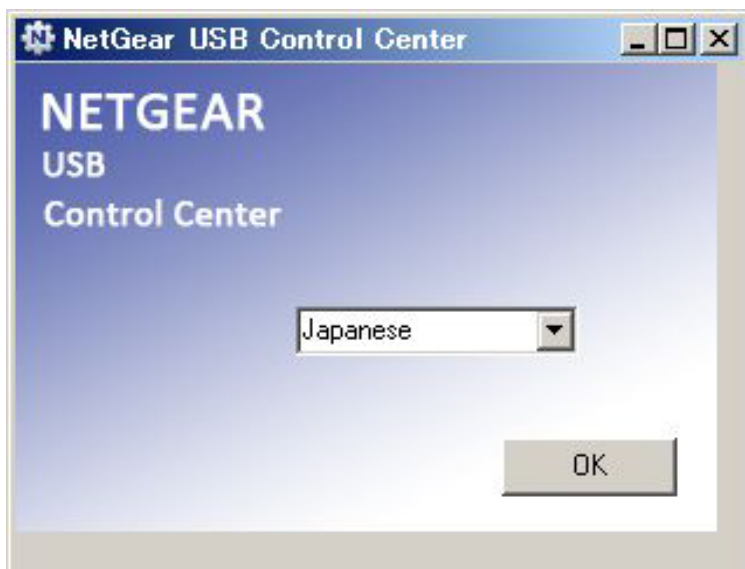 NetGear USB Control Center
NETGEAR
USB
Control Center
Japanese
OK